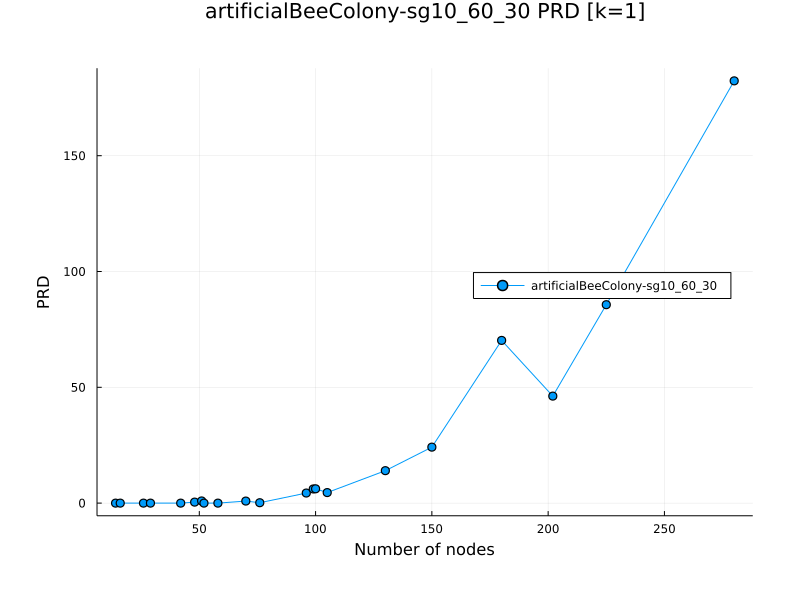 artificialBeeColony-sg10_60_30 PRD [k=1]
150
100
50
0
PRD
artificialBeeColony-sg10_60_30
50 100 150 200 250
Number of nodes